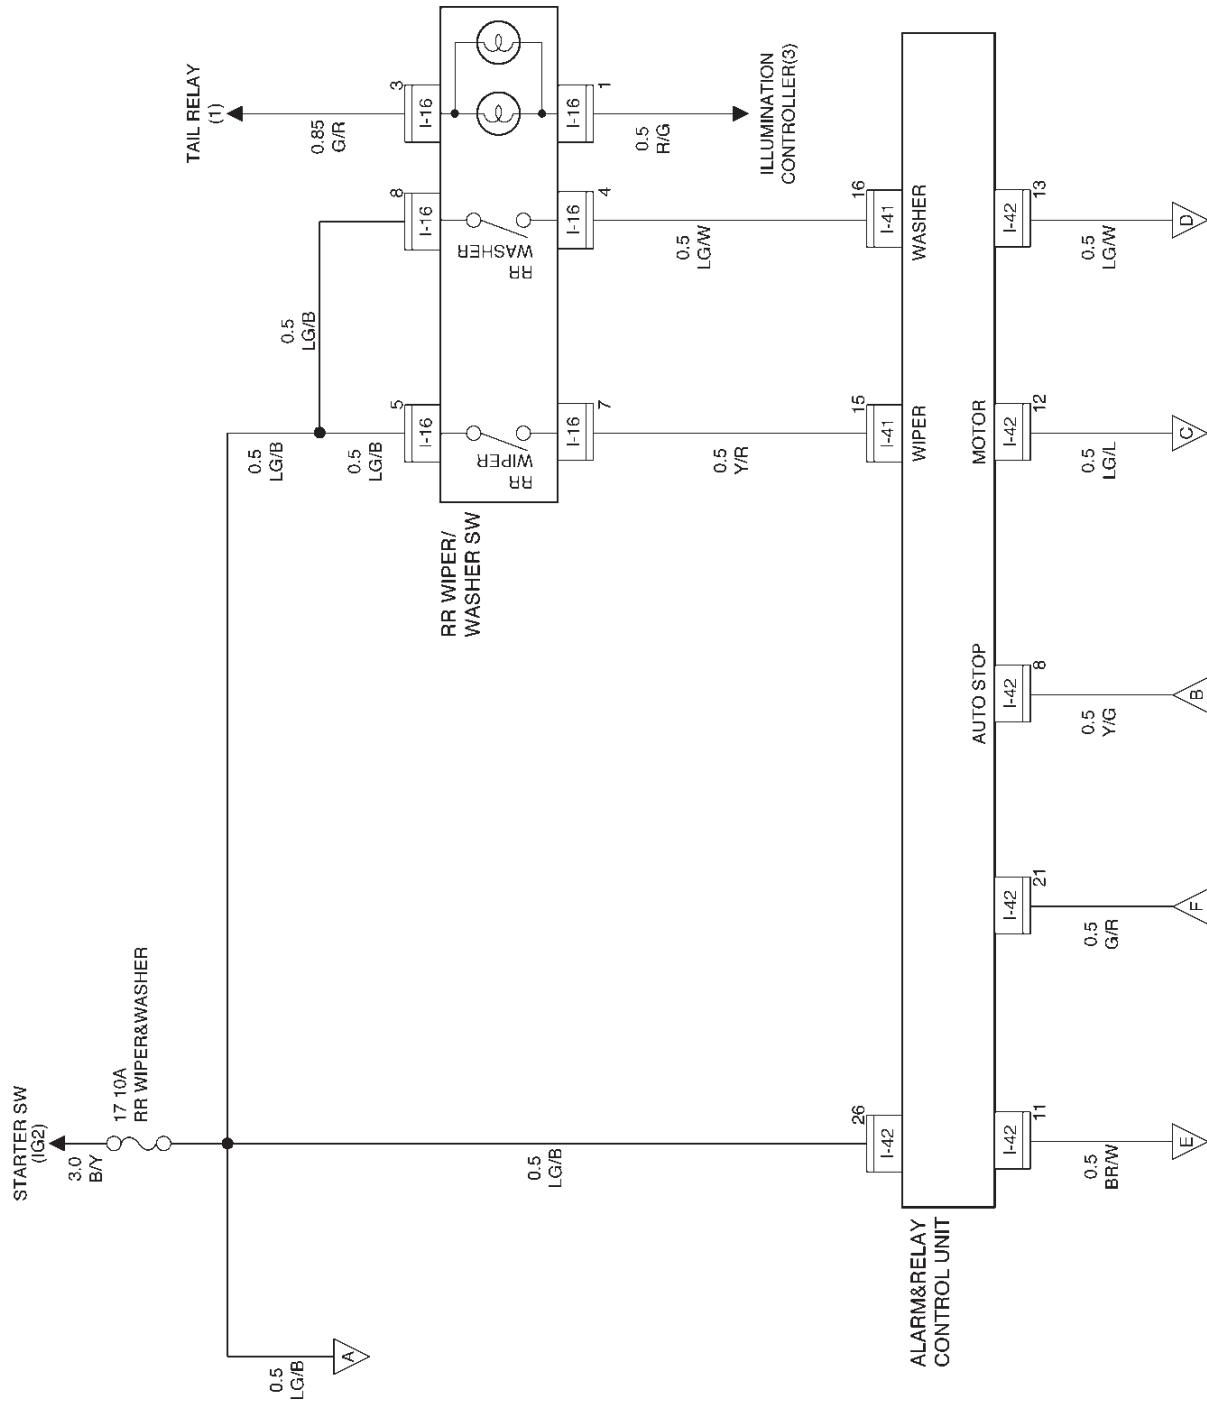 STARTER SW
(IG2)
3.0
B/Y
17 10A
RR WIPER&WASHER
0.5
LG/B
A
0.5
LG/B
0.5
LG/B
0.5
LG/B
0.5
LG/B
TAIL RELAY
(1)
0.85
G/R
5
I-16
8
I-16
3
I-16
RR
WIPER
RR
WASHER
RR WIPER/
WASHER SW
I-16
7
I-16
4
I-16
1
0.5
Y/R
0.5
LG/W
0.5
R/G
ILLUMINATION
CONTROLLER(3)
26
I-42
15
I-41
16
I-41
WIPER
WASHER
ALARM&RELAY
CONTROL UNIT
AUTO STOP
MOTOR
I-42
11
I-42
21
I-42
8
I-42
12
I-42
13
0.5
BR/W
0.5
G/R
0.5
Y/G
0.5
LG/L
0.5
LG/W
E
F
B
C
D